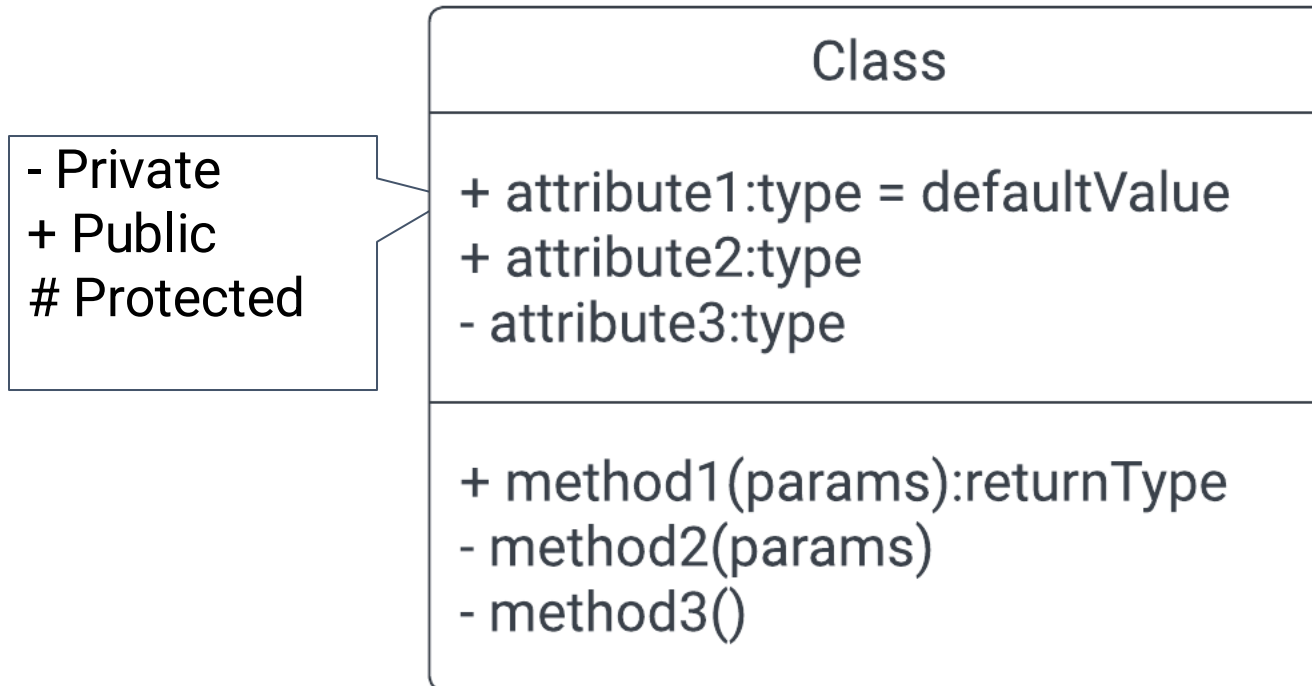 Class
- Private
+ Public
# Protected
+ attribute1:type = defaultValue
+ attribute2:type
- attribute3:type
+ method1(params):returnType
- method2(params)
- method3()